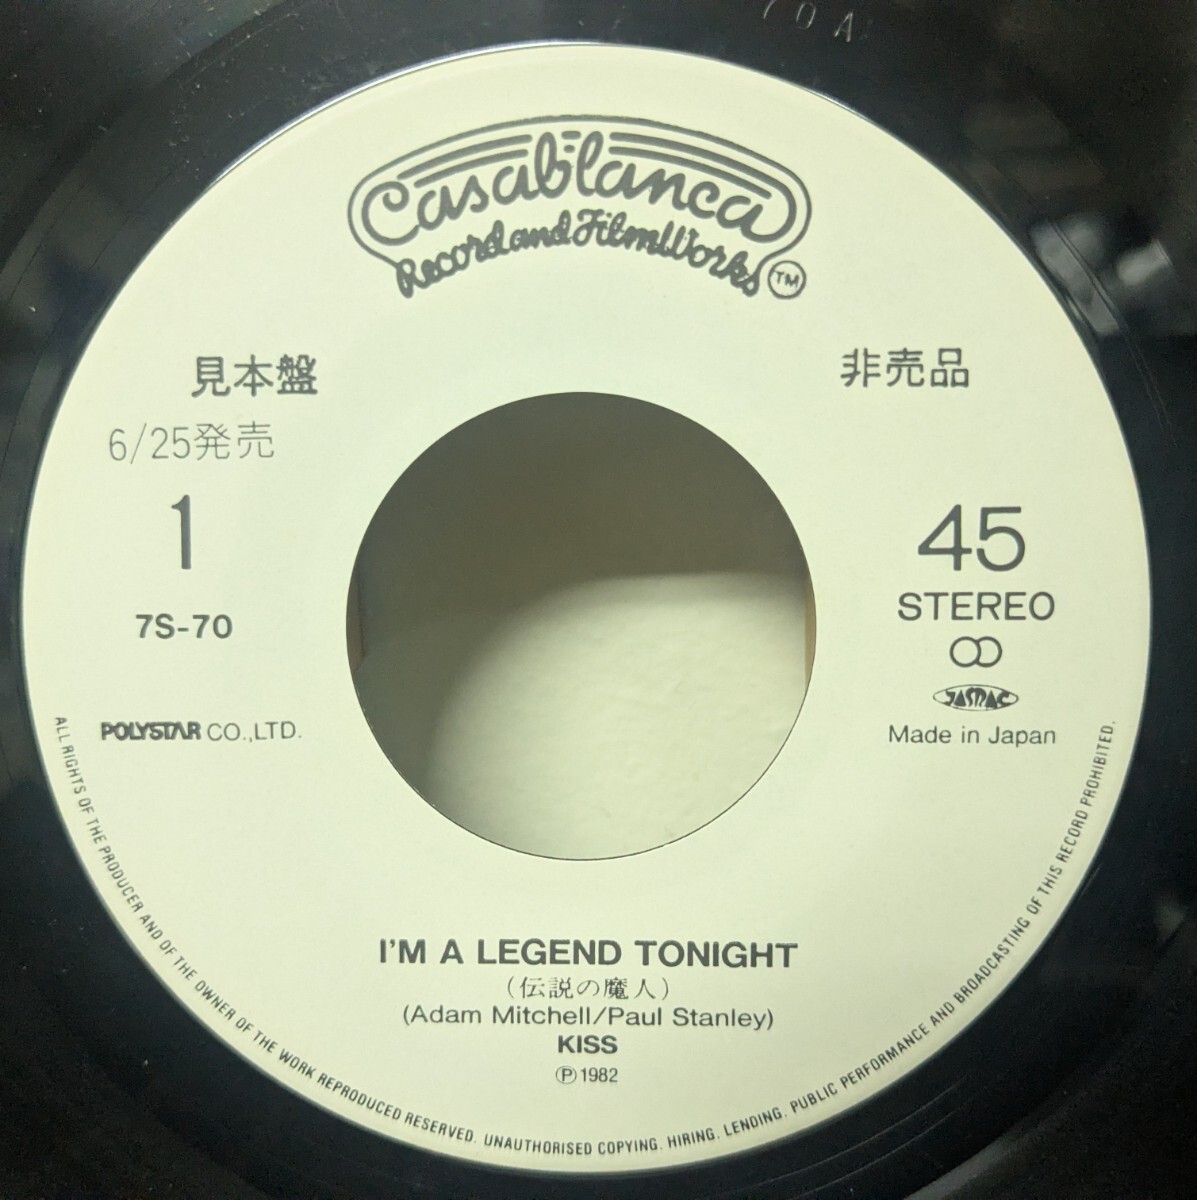 70A
Casablanca
Record and FilmWorks
TM
見本盤
非売品
6/25発売
1
45
7S-70
STEREO
JASRAC
POLYSTAR CO.,LTD.
Made in Japan
I'M A LEGEND TONIGHT
(伝説の魔人)
(Adam Mitchell/Paul Stanley)
KISS
Ⓟ1982
ALL RIGHTS OF THE PRODUCER AND OF THE OWNER OF THE WORK REPRODUCED RESERVED. UNAUTHORISED COPYING. HIRING. LENDING. PUBLIC PERFORMANCE AND BROADCASTING OF THIS RECORD PROHIBITED.